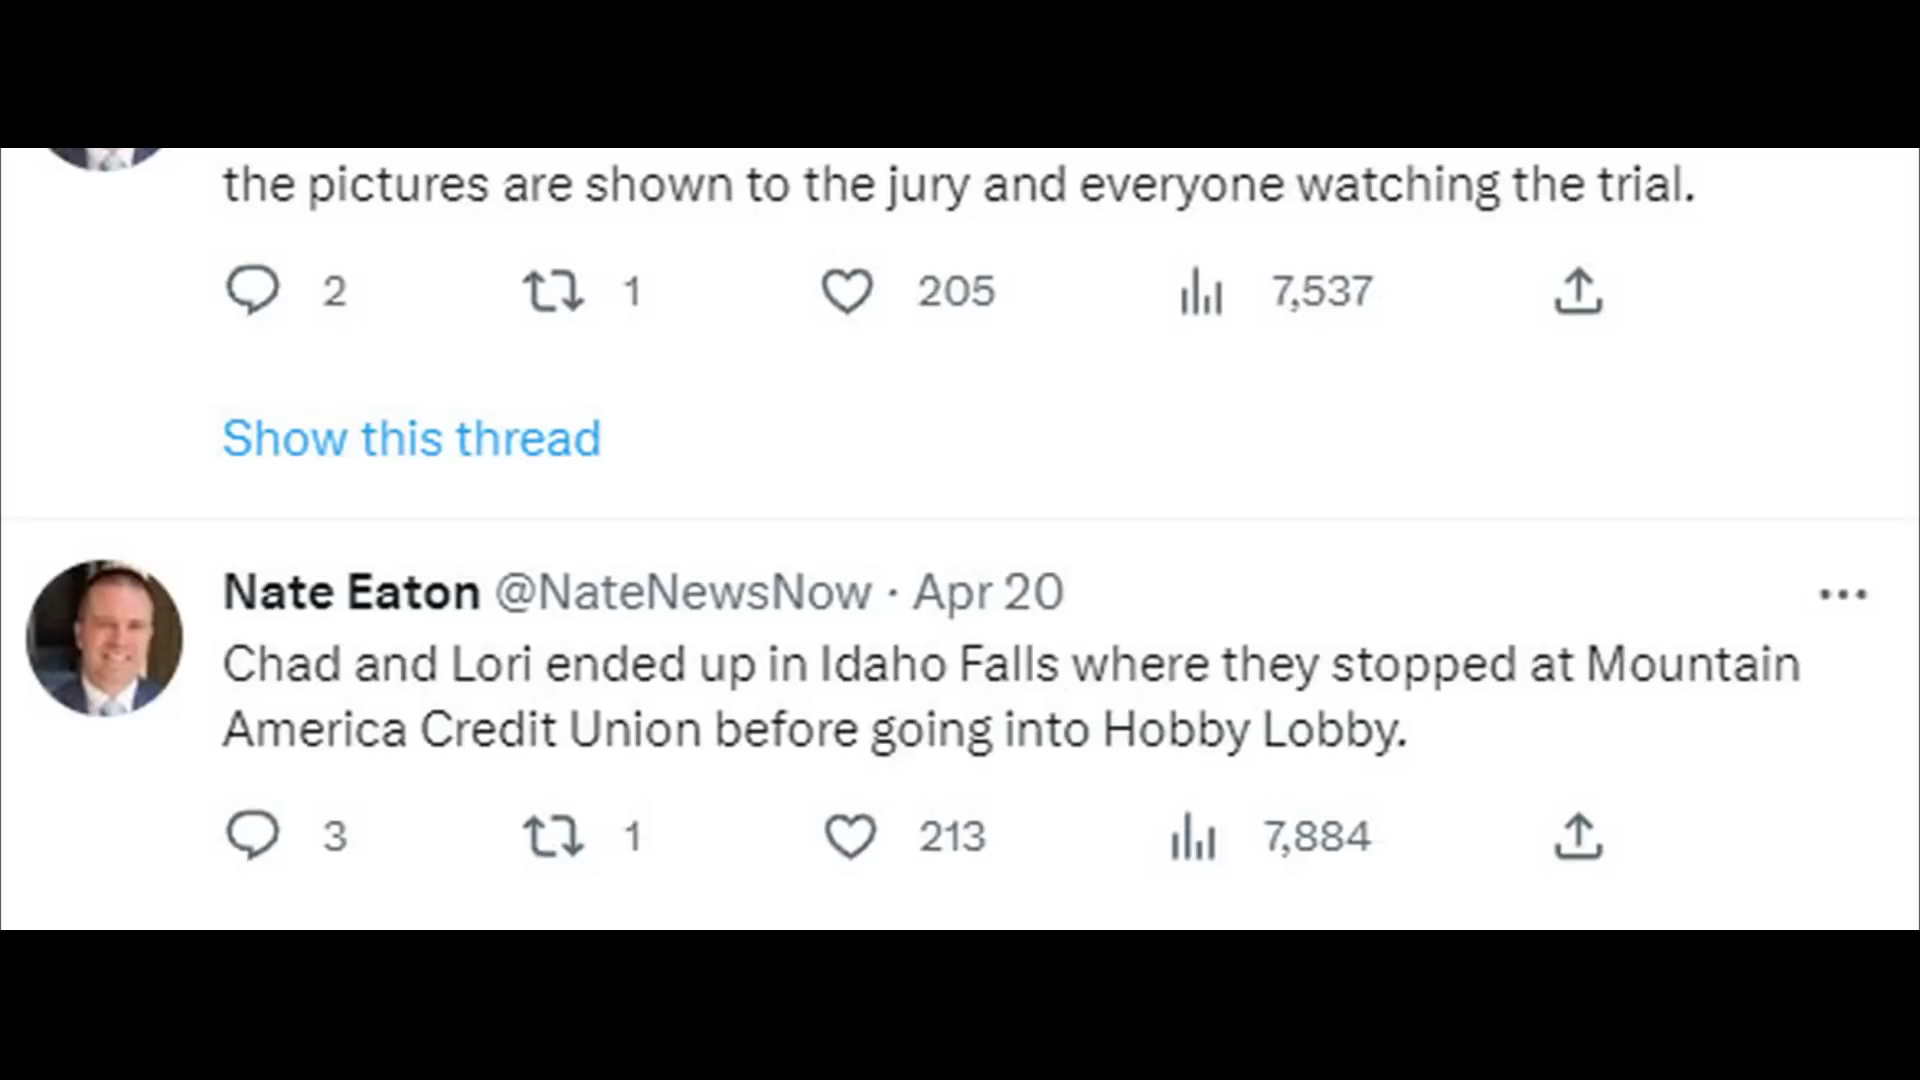 the pictures are shown to the jury and everyone watching the trial.
2 1 205 7,537
Show this thread
Nate Eaton @NateNewsNow · Apr 20
Chad and Lori ended up in Idaho Falls where they stopped at Mountain
America Credit Union before going into Hobby Lobby.
3 1 213 7,884